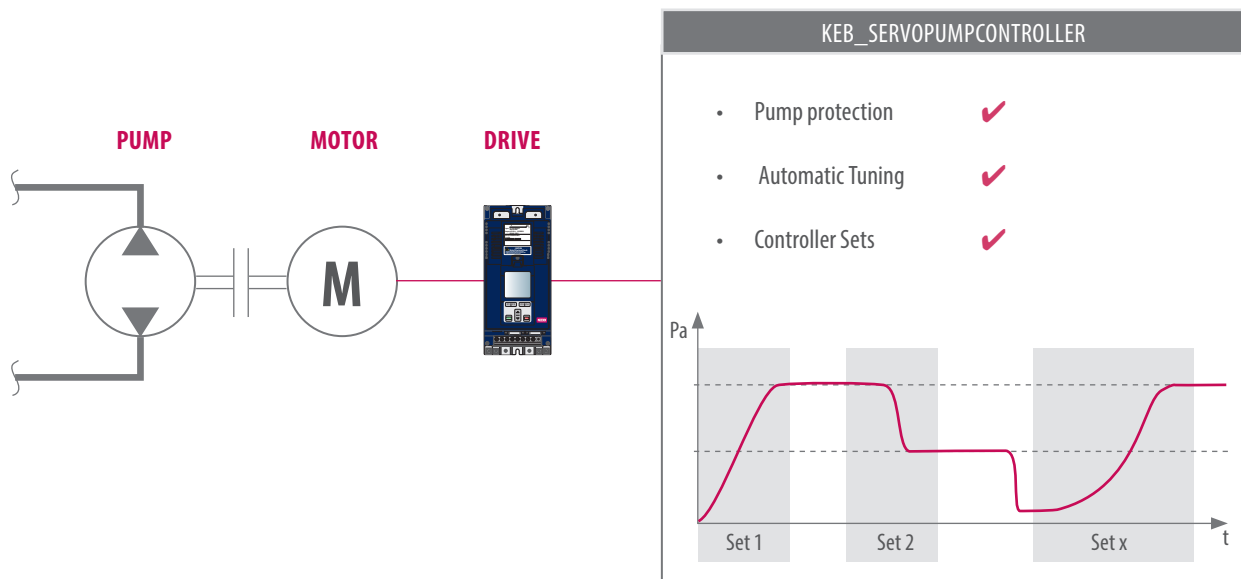 KEB_SERVOPUMPCONTROLLER
• Pump protection ✔
• Automatic Tuning ✔
• Controller Sets ✔
PUMP MOTOR DRIVE
M
Pa
Set 1 Set 2 Set x t